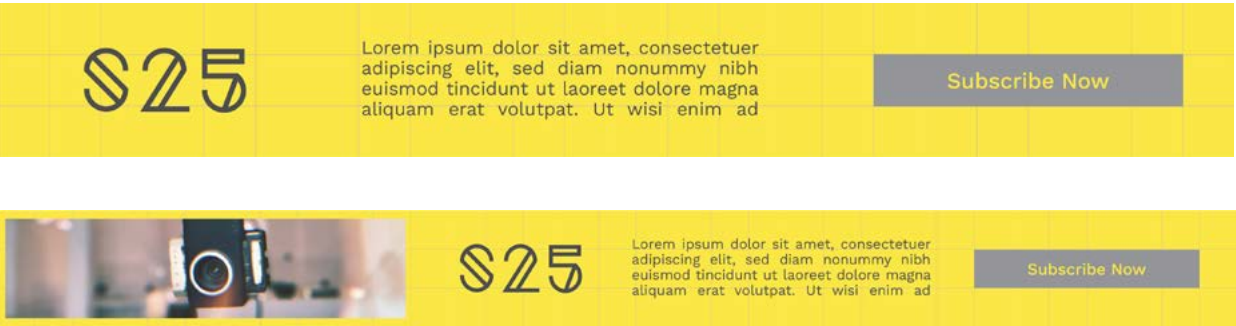 S25
Lorem ipsum dolor sit amet, consectetuer
adipiscing elit, sed diam nonummy nibh
euismod tincidunt ut laoreet dolore magna
aliquam erat volutpat. Ut wisi enim ad
Subscribe Now
S25
Lorem ipsum dolor sit amet, consectetuer
adipiscing elit, sed diam nonummy nibh
euismod tincidunt ut laoreet dolore magna
aliquam erat volutpat. Ut wisi enim ad
Subscribe Now